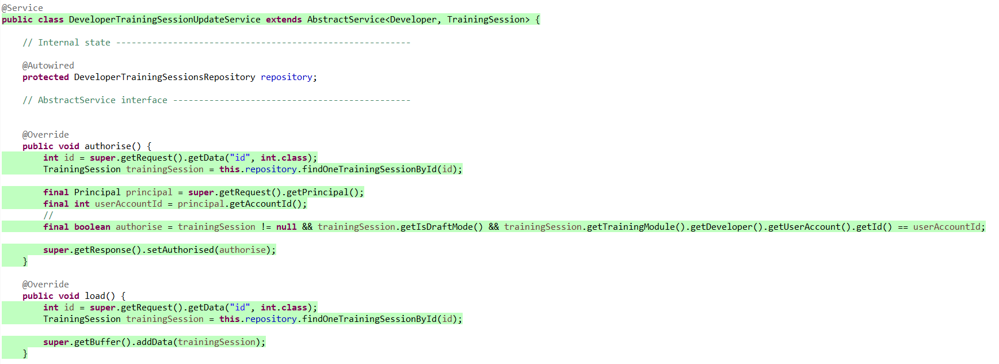 @Service
public class DeveloperTrainingSessionUpdateService extends AbstractService<Developer, TrainingSession> {
// Internal state ---------------------------------------------------------
@Autowired
protected DeveloperTrainingSessionsRepository repository;
// AbstractService interface ----------------------------------------------
@Override
public void authorise() {
int id = super.getRequest().getData("id", int.class);
TrainingSession trainingSession = this.repository.findOneTrainingSessionById(id);
final Principal principal = super.getRequest().getPrincipal();
final int userAccountId = principal.getAccountId();
//
final boolean authorise = trainingSession != null && trainingSession.getIsDraftMode() && trainingSession.getTrainingModule().getDeveloper().getUserAccount().getId() == userAccountId;
super.getResponse().setAuthorised(authorise);
}
@Override
public void load() {
int id = super.getRequest().getData("id", int.class);
TrainingSession trainingSession = this.repository.findOneTrainingSessionById(id);
super.getBuffer().addData(trainingSession);
}